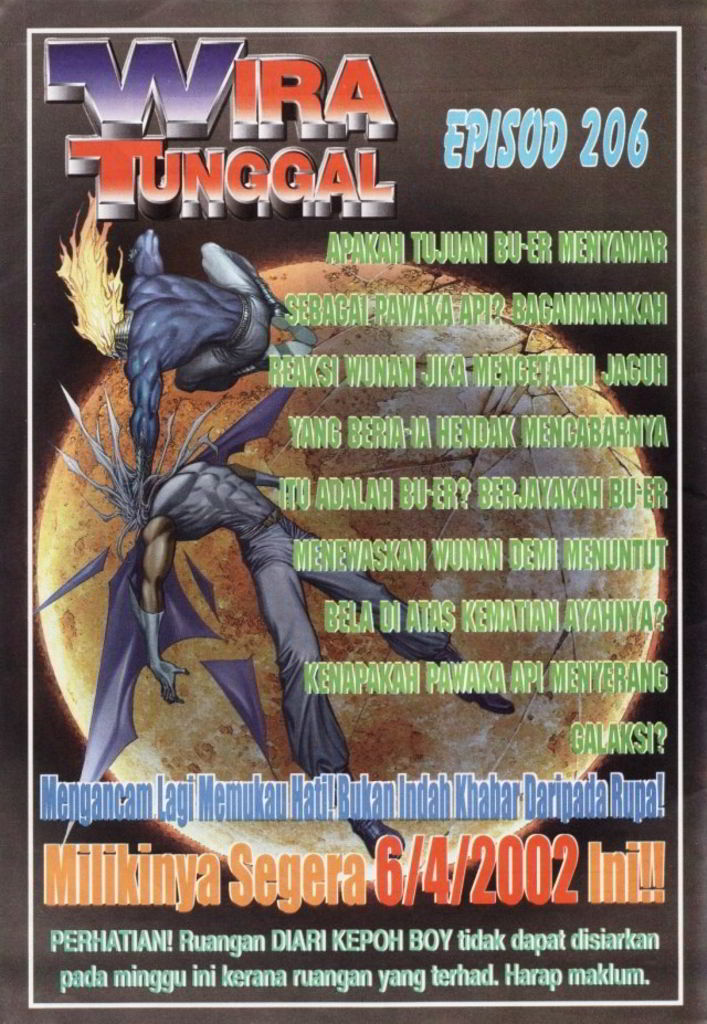 WIRA
TUNGGAL
EPISOD 206
APAKAH TUJUAN BU-ER MENYAMAR
SEBAGAI PAWAKA API? BAGAIMANAKAH
REAKSI WUNAN JIKA MENGETAHUI JAGUH
YANG BERIA-IA HENDAK MENCABARNYA
ITU ADALAH BU-ER? BERJAYAKAH BU-ER
MENEWASKAN WUNAN DEMI MENUNTUT
BELA DI ATAS KEMATIAN AYAHNYA?
KENAPAKAH PAWAKA API MENYERANG
GALAKSI?
Mengancam Lagi Memukau Hati! Bukan Indah Khabar Daripada Rupa!
Milikinya Segera 6/4/2002 Ini!!
PERHATIAN! Ruangan DIARI KEPOH BOY tidak dapat disiarkan
pada minggu ini kerana ruangan yang terhad. Harap maklum.